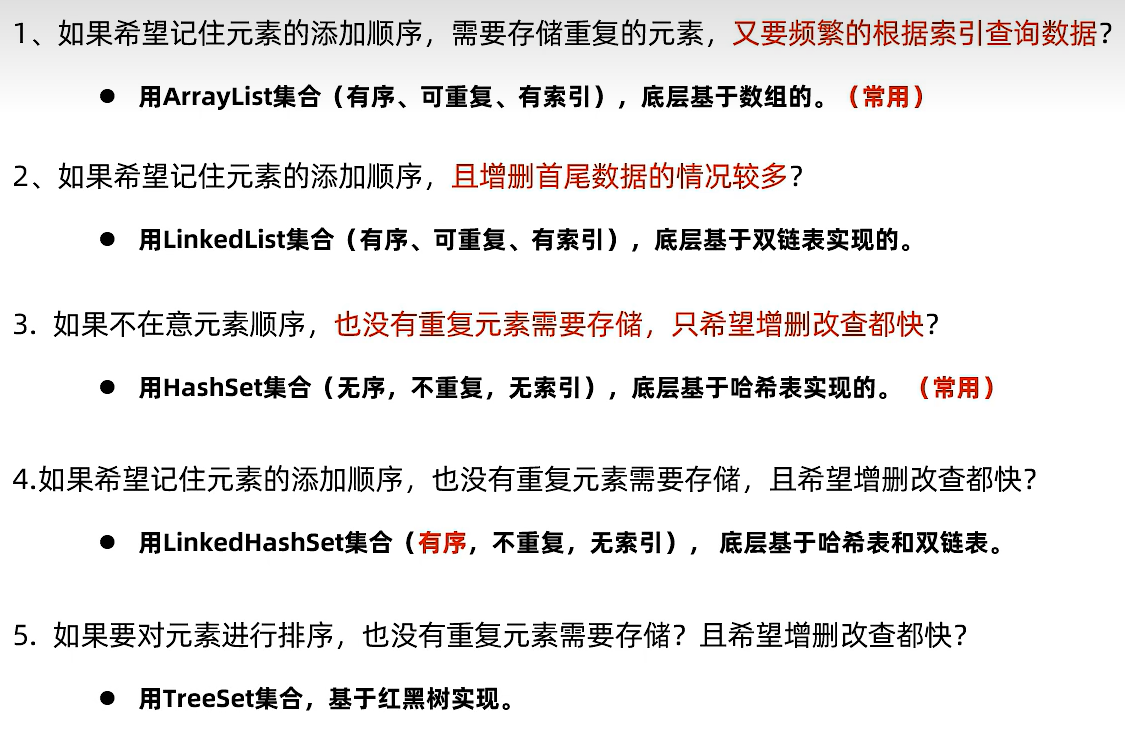 1、如果希望记住元素的添加顺序，需要存储重复的元素，又要频繁的根据索引查询数据？
● 用ArrayList集合（有序、可重复、有索引），底层基于数组的。（常用）
2、如果希望记住元素的添加顺序，且增删首尾数据的情况较多？
● 用LinkedList集合（有序、可重复、有索引），底层基于双链表实现的。
3. 如果不在意元素顺序，也没有重复元素需要存储，只希望增删改查都快？
● 用HashSet集合（无序，不重复，无索引），底层基于哈希表实现的。 （常用）
4.如果希望记住元素的添加顺序，也没有重复元素需要存储，且希望增删改查都快？
● 用LinkedHashSet集合（有序，不重复，无索引）， 底层基于哈希表和双链表。
5. 如果要对元素进行排序，也没有重复元素需要存储？且希望增删改查都快？
● 用TreeSet集合，基于红黑树实现。